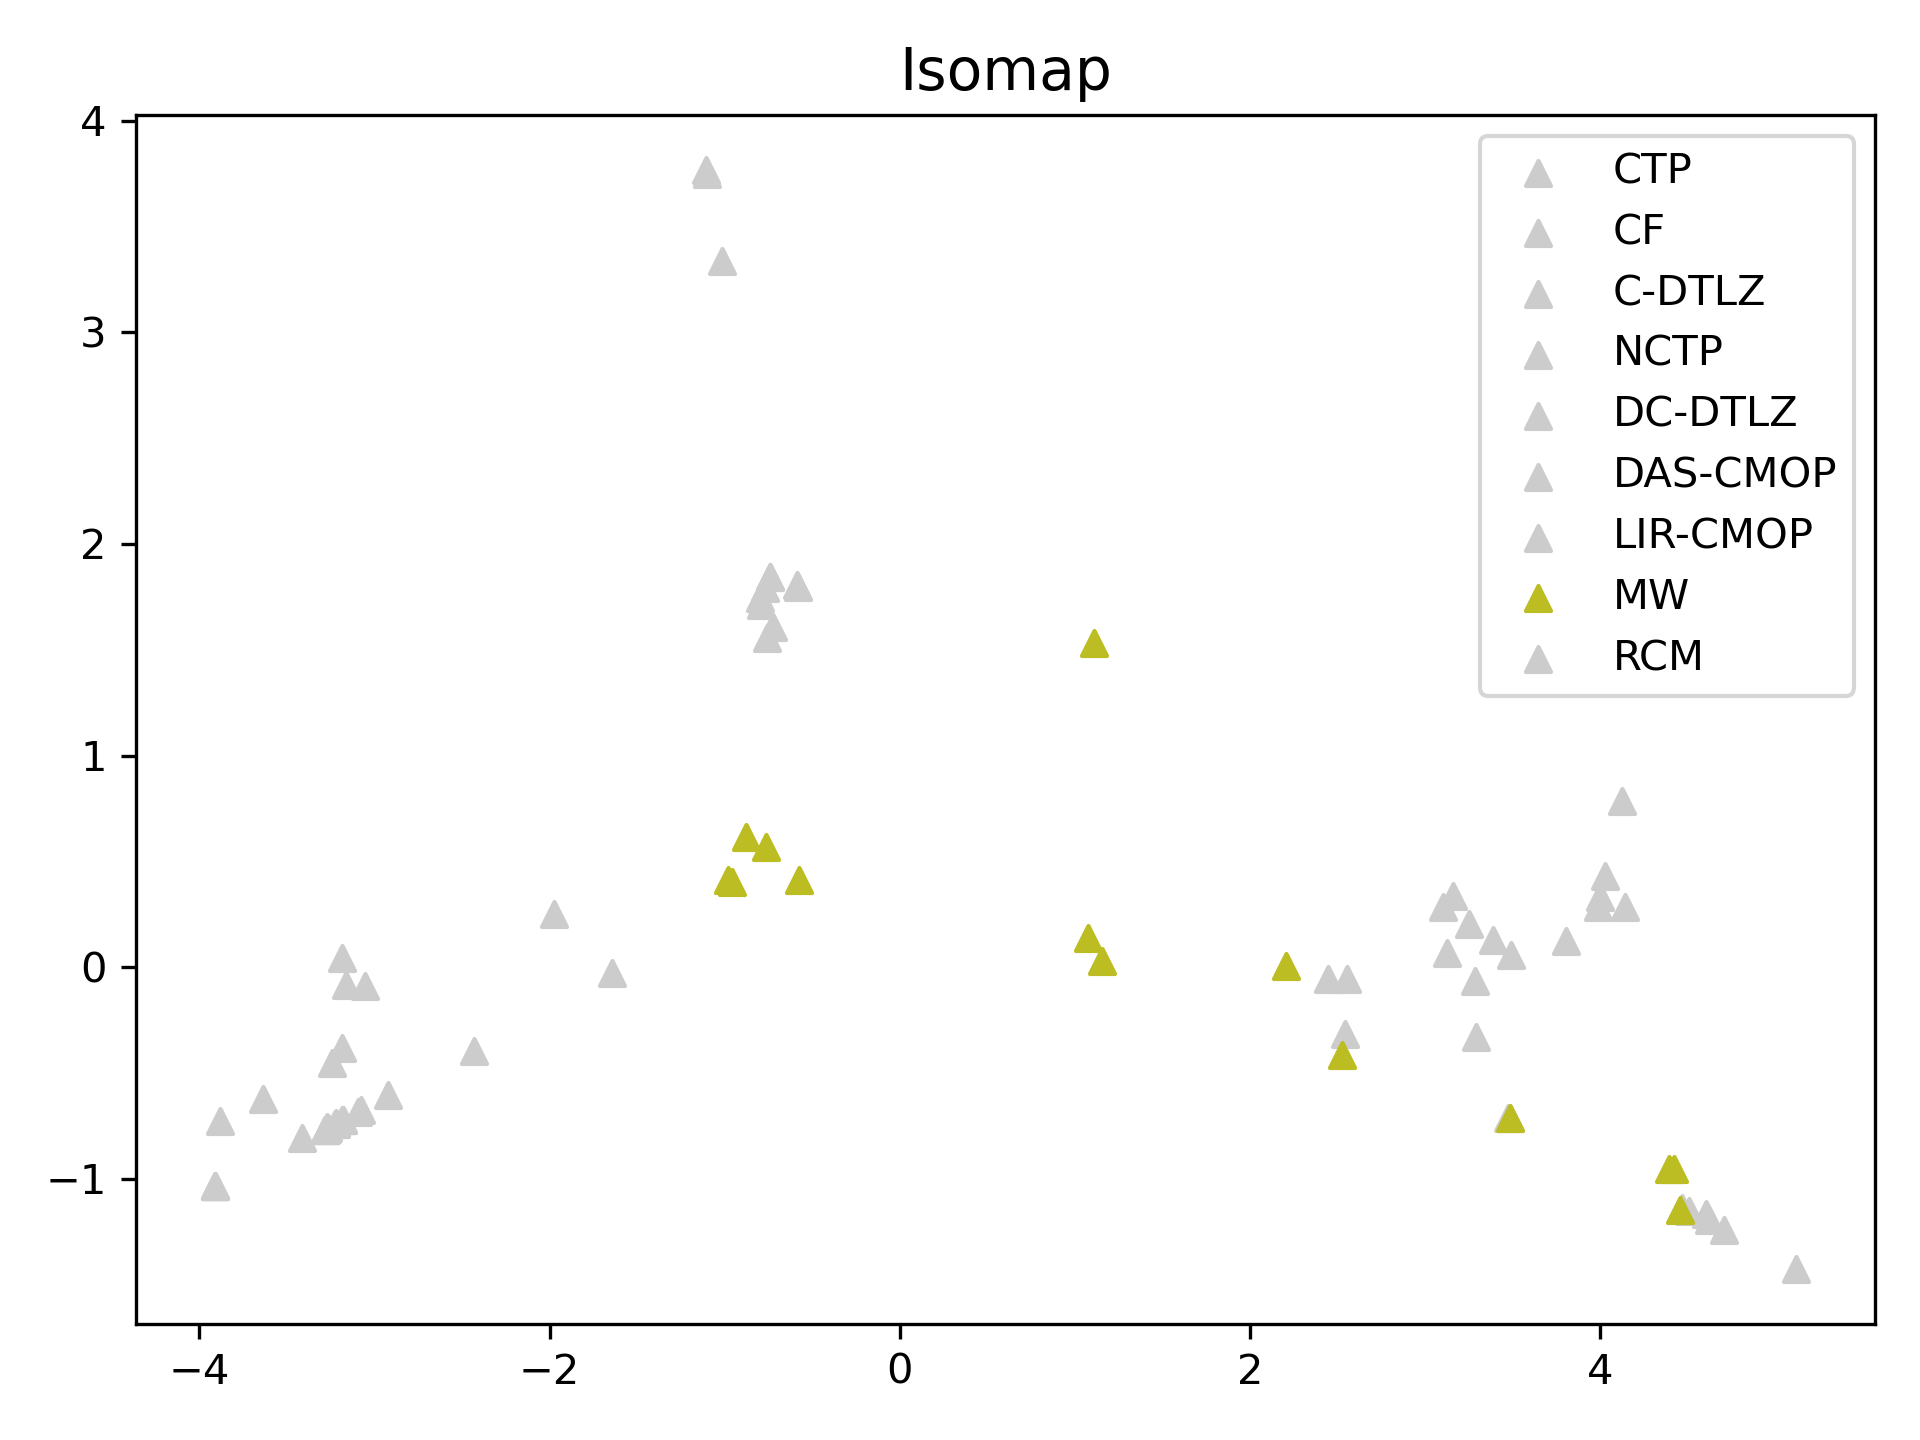 Isomap
4
3
2
1
0
−1
−4
−2
0
2
4
CTP
CF
C-DTLZ
NCTP
DC-DTLZ
DAS-CMOP
LIR-CMOP
MW
RCM